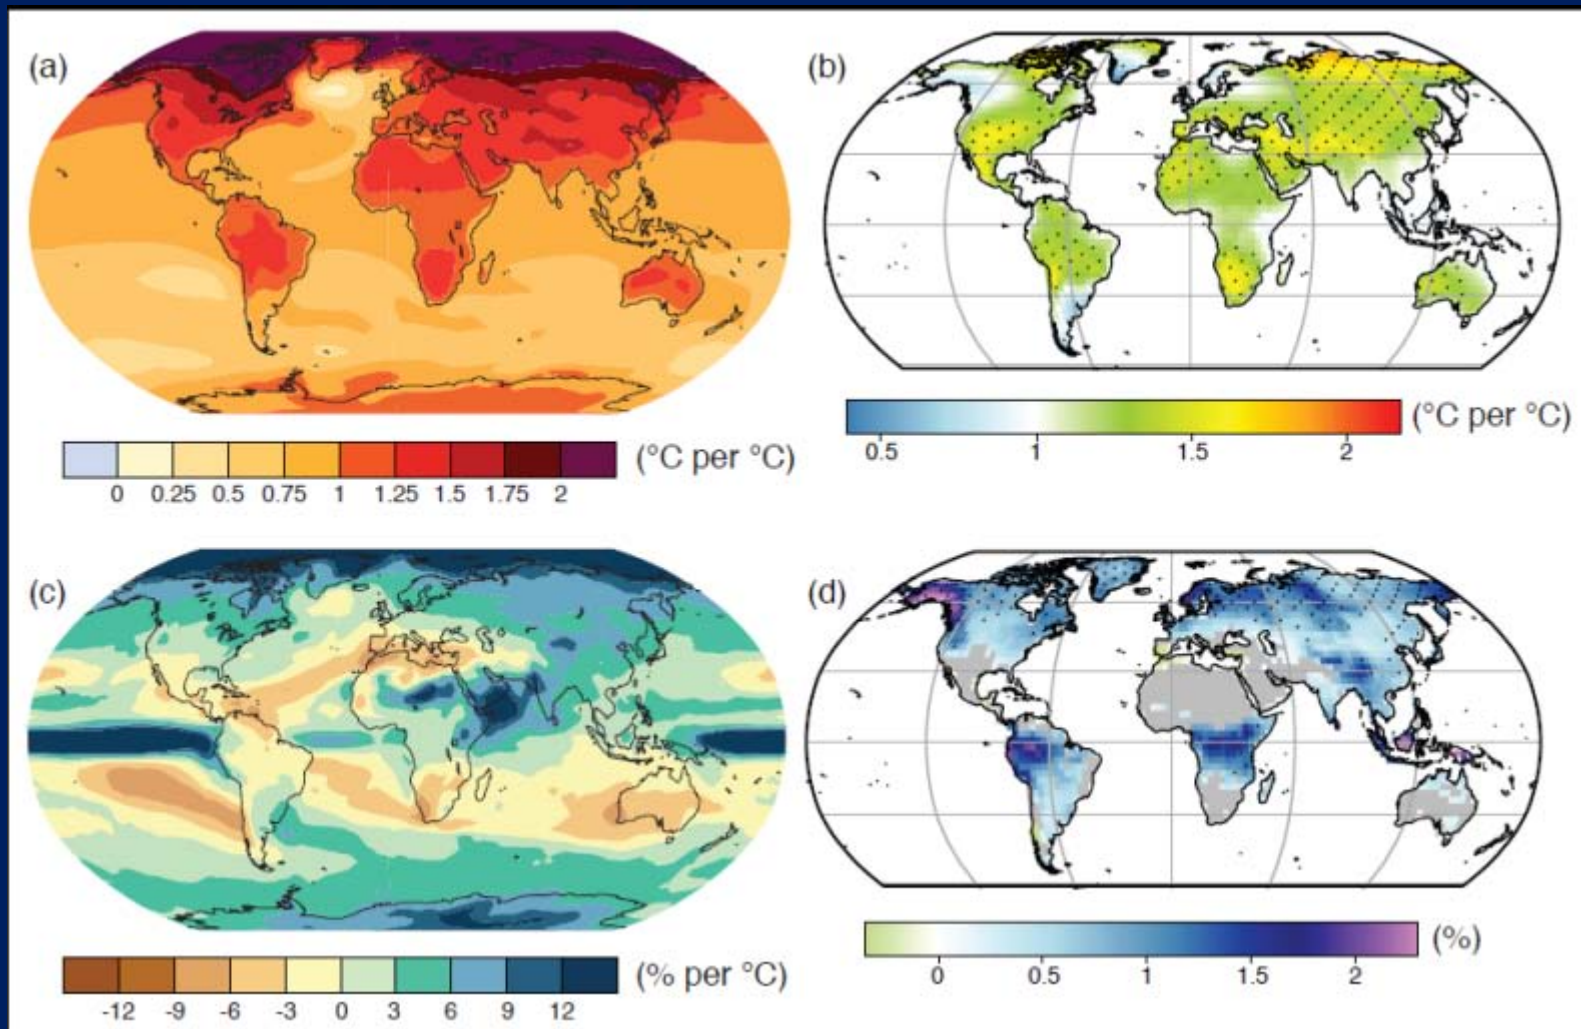 (a)
(b)
(°C per °C)
0 0.25 0.5 0.75 1 1.25 1.5 1.75 2
(°C per °C)
0.5 1 1.5 2
(c)
(d)
(% per °C)
-12 -9 -6 -3 0 3 6 9 12
(%)
0 0.5 1 1.5 2